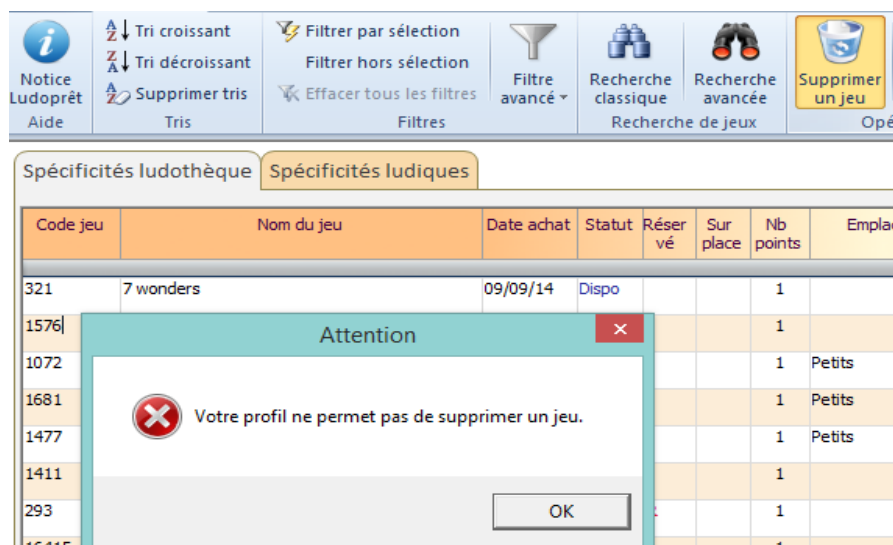 Notice Ludoprêt
Aide
Tri croissant
Tri décroissant
Supprimer tris
Tris
Filtrer par sélection
Filtrer hors sélection
Effacer tous les filtres
Filtre avancé
Filtres
Recherche classique
Recherche avancée
Recherche de jeux
Supprimer un jeu
Spécificités ludothèque Spécificités ludiques
Code jeu Nom du jeu Date achat Statut Réser vé Sur place Nb points
321 7 wonders 09/09/14 Dispo 1
1576 1
1072 1 Petits
1681 1 Petits
1477 1 Petits
1411 1
293 1
Attention
Votre profil ne permet pas de supprimer un jeu.
OK